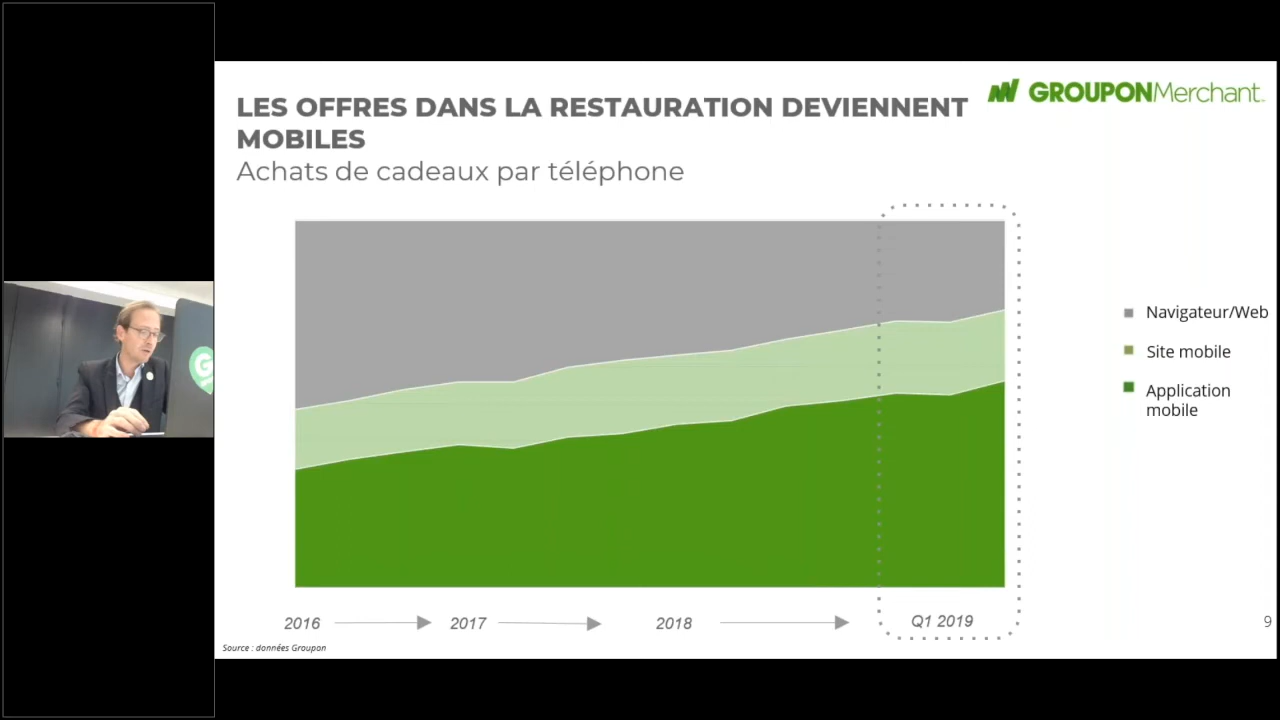 LES OFFRES DANS LA RESTAURATION DEVIENNENT
MOBILES
Achats de cadeaux par téléphone
GROUPONMerchant.
Navigateur/Web
Site mobile
Application
mobile
2016
2017
2018
Q1 2019
9
Source : données Groupon